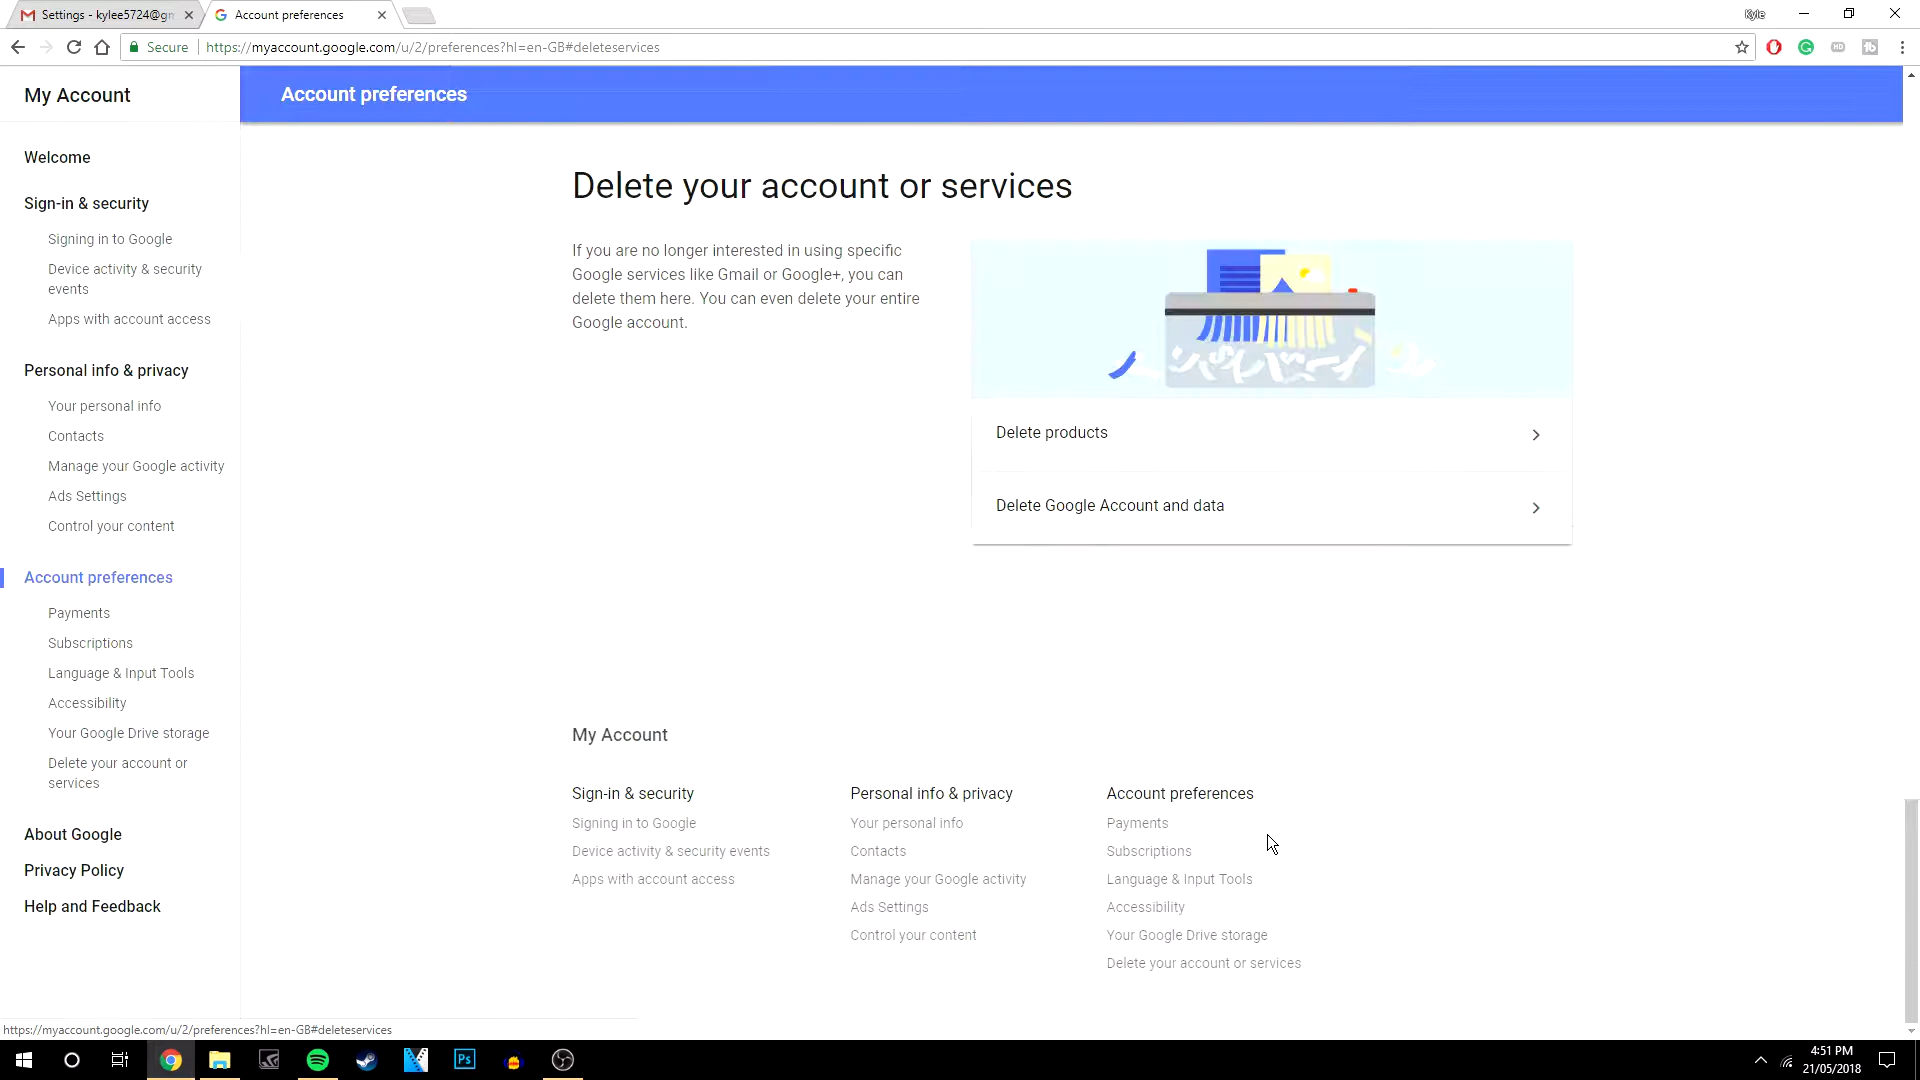 Settings - kylee5724@gm
Account preferences
Kyle
Secure
https://myaccount.google.com/u/2/preferences?hl=en-GB#deleteservices
My Account
Account preferences
Welcome
Sign-in & security
Signing in to Google
Device activity & security
events
Apps with account access
Personal info & privacy
Your personal info
Contacts
Manage your Google activity
Ads Settings
Control your content
Account preferences
Payments
Subscriptions
Language & Input Tools
Accessibility
Your Google Drive storage
Delete your account or
services
About Google
Privacy Policy
Help and Feedback
Delete your account or services
If you are no longer interested in using specific
Google services like Gmail or Google+, you can
delete them here. You can even delete your entire
Google account.
Delete products
Delete Google Account and data
My Account
Sign-in & security
Signing in to Google
Device activity & security events
Apps with account access
Personal info & privacy
Your personal info
Contacts
Manage your Google activity
Ads Settings
Control your content
Account preferences
Payments
Subscriptions
Language & Input Tools
Accessibility
Your Google Drive storage
Delete your account or services
https://myaccount.google.com/u/2/preferences?hl=en-GB#deleteservices
Ps
4:51 PM
21/05/2018